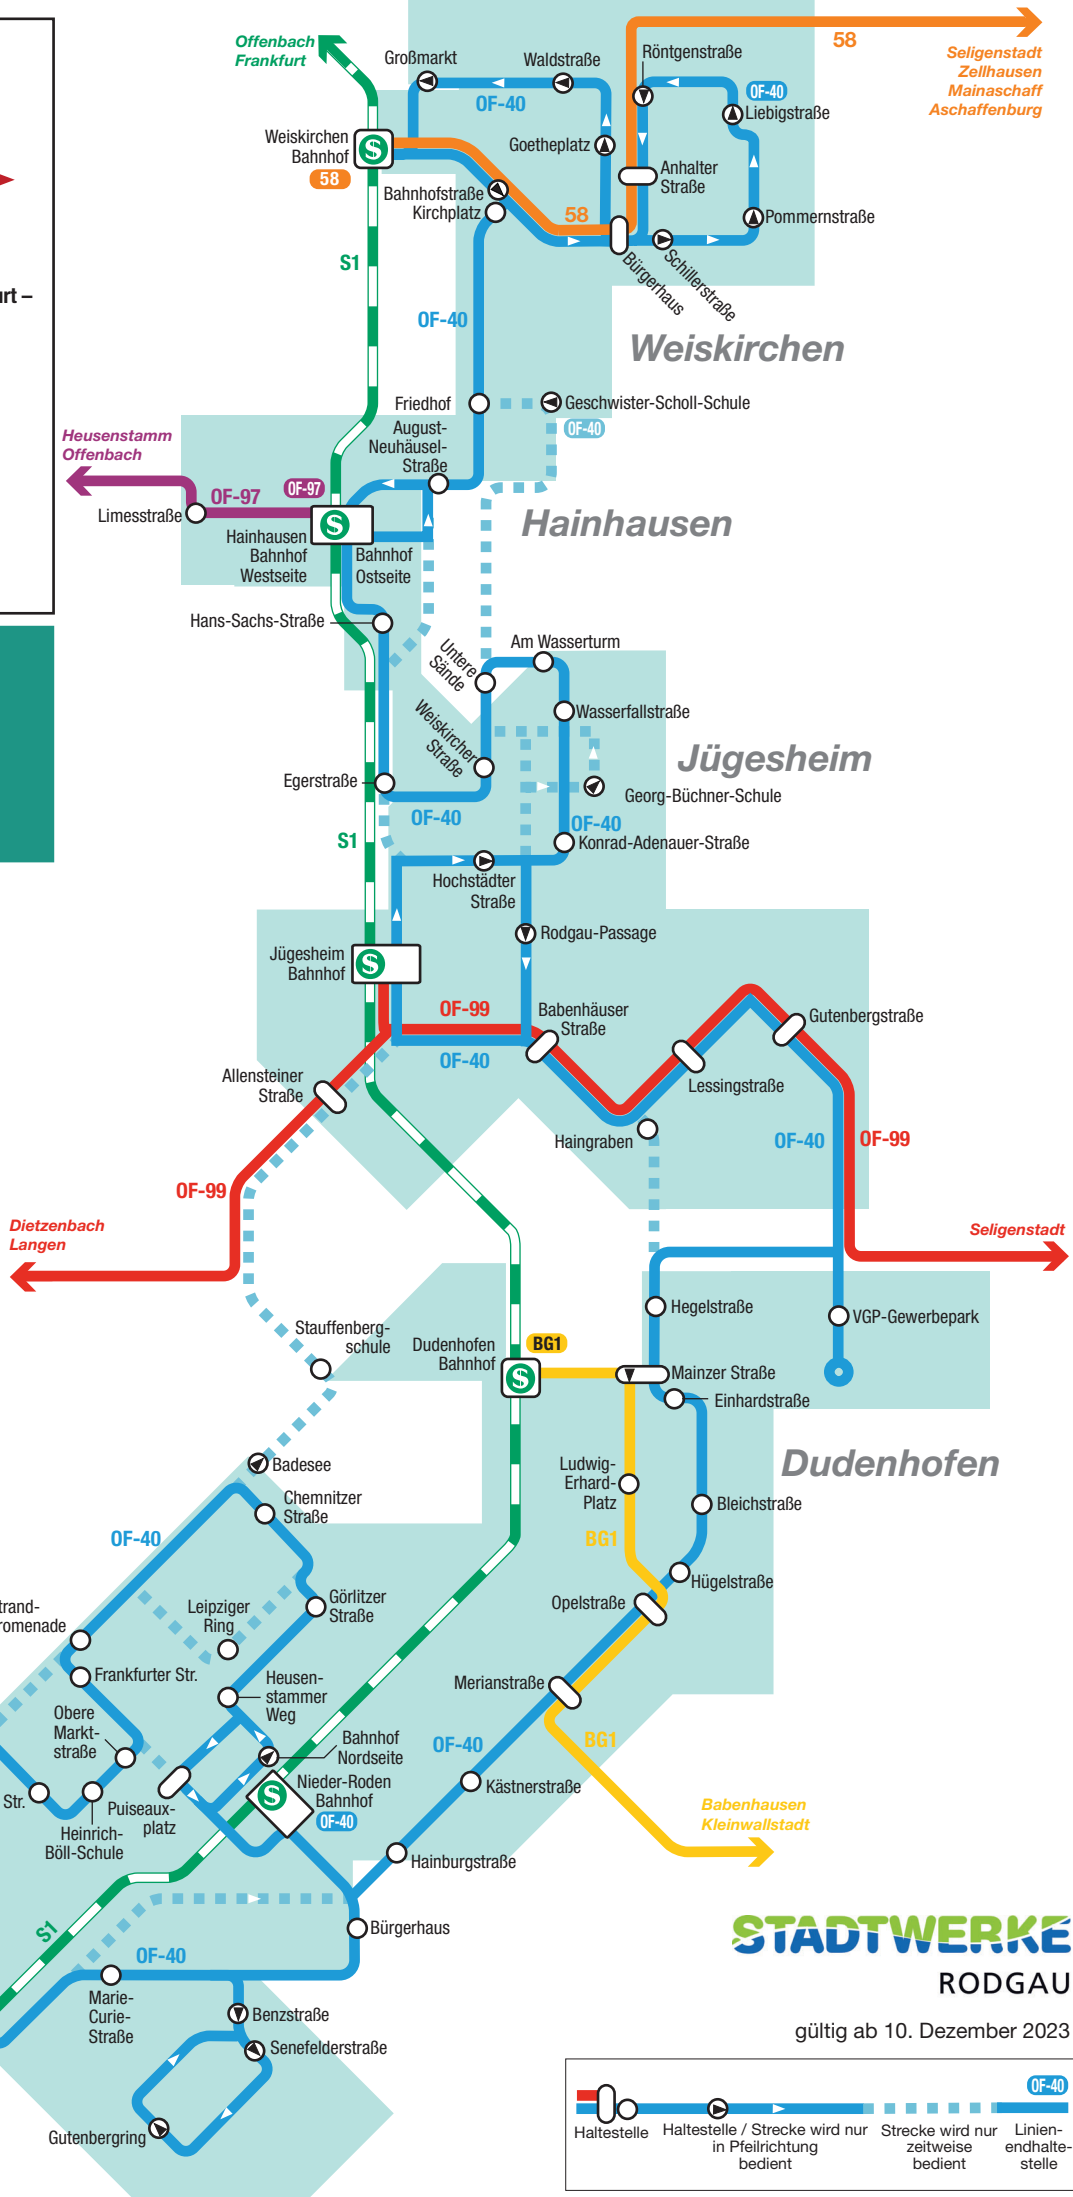 Offenbach
Frankfurt
Großmarkt
Waldstraße
Röntgenstraße
58
Seligenstadt
Zellhausen
Mainaschaff
Aschaffenburg
OF-40
OF-40
Liebigstraße
Weiskirchen
Bahnhof
58
Goetheplatz
Anhalter
Straße
Bahnhofstraße
Kirchplatz
58
Pommernstraße
Bürgerhaus
Schillerstraße
S1
OF-40
urt –
Weiskirchen
Friedhof
Geschwister-Scholl-Schule
OF-40
August-
Neuhäusel-
Straße
Heusenstamm
Offenbach
OF-97
OF-97
Limesstraße
Hainhausen
Hainhausen
Bahnhof
Westseite
Bahnhof
Ostseite
Hans-Sachs-Straße
Untere
Sände
Am Wasserturm
Weiskircher
Straße
Wasserfallstraße
Jügesheim
Egerstraße
Georg-Büchner-Schule
OF-40
OF-40
S1
Konrad-Adenauer-Straße
Hochstädter
Straße
Rodgau-Passage
Jügesheim
Bahnhof
OF-99
Babenhäuser
Straße
Gutenbergstraße
OF-40
Allensteiner
Straße
Lessingstraße
Haingraben
OF-40
OF-99
OF-99
Dietzenbach
Langen
Seligenstadt
Hegelstraße
VGP-Gewerbepark
Stauffenberg-
schule
Dudenhofen
Bahnhof
BG1
Mainzer Straße
Einhardstraße
Dudenhofen
Badesee
Ludwig-
Erhard-
Platz
Chemnitzer
Straße
Bleichstraße
OF-40
BG1
Hügelstraße
Leipziger
Ring
Görlitzer
Straße
Opelstraße
trand-
romenade
Frankfurter Str.
Heusen-
stammer
Weg
Merianstraße
Obere
Markt-
straße
Bahnhof
Nordseite
OF-40
BG1
Nieder-Roden
Bahnhof
OF-40
Kästnerstraße
Str.
Puiseaux-
platz
Babenhausen
Kleinwallstadt
Heinrich-
Böll-Schule
Hainburgstraße
S1
Bürgerhaus
STADTWERKE
RODGAU
OF-40
Marie-
Curie-
Straße
Benzstraße
gültig ab 10. Dezember 2023
Senefelderstraße
Gutenbergring
OF-40
Haltestelle
Haltestelle / Strecke wird nur
in Pfeilrichtung
bedient
Strecke wird nur
zeitweise
bedient
Linien-
endhalte-
stelle